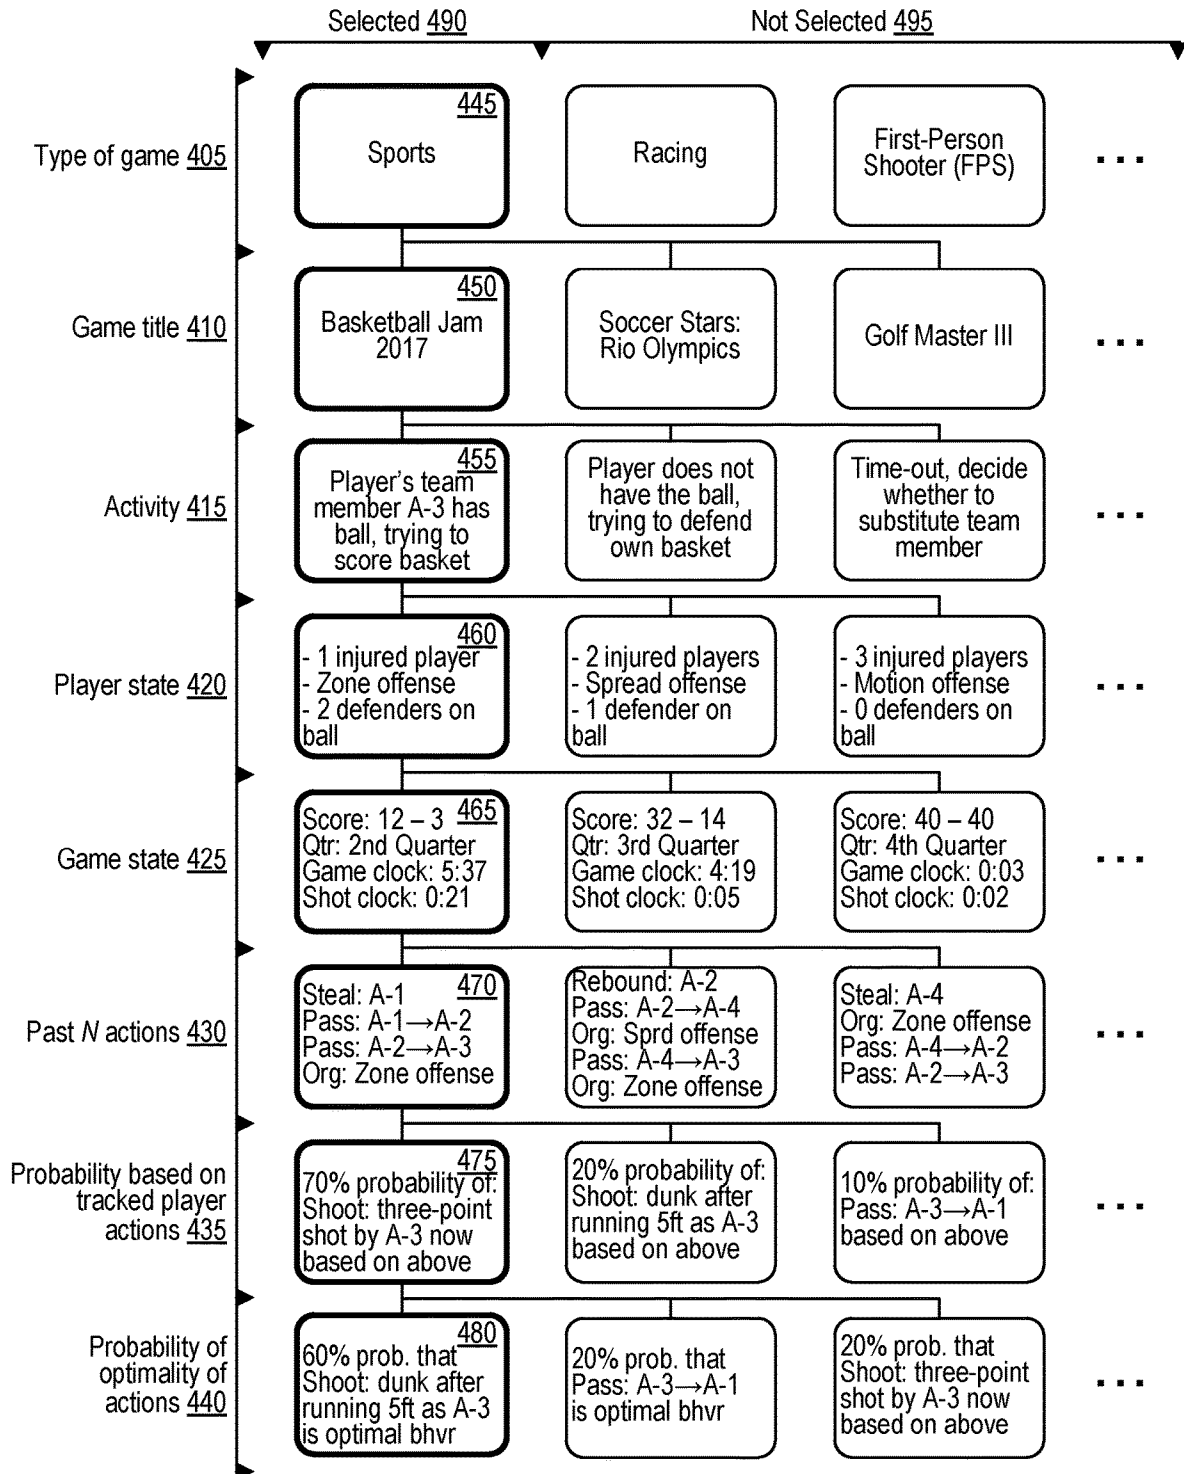 Selected 490
Not Selected 495
Type of game 405
445
Sports
Racing
First-Person
Shooter (FPS)
...
Game title 410
450
Basketball Jam
2017
Soccer Stars:
Rio Olympics
Golf Master III
...
Activity 415
455
Player's team
member A-3 has
ball, trying to
score basket
Player does not
have the ball,
trying to defend
own basket
Time-out, decide
whether to
substitute team
member
...
Player state 420
460
- 1 injured player
- Zone offense
- 2 defenders on
ball
- 2 injured players
- Spread offense
- 1 defender on
ball
- 3 injured players
- Motion offense
- 0 defenders on
ball
...
Game state 425
465
Score: 12 – 3
Qtr: 2nd Quarter
Game clock: 5:37
Shot clock: 0:21
Score: 32 – 14
Qtr: 3rd Quarter
Game clock: 4:19
Shot clock: 0:05
Score: 40 – 40
Qtr: 4th Quarter
Game clock: 0:03
Shot clock: 0:02
...
Past N actions 430
470
Steal: A-1
Pass: A-1→A-2
Pass: A-2→A-3
Org: Zone offense
Rebound: A-2
Pass: A-2→A-4
Org: Sprd offense
Pass: A-4→A-3
Org: Zone offense
Steal: A-4
Org: Zone offense
Pass: A-4→A-2
Pass: A-2→A-3
...
Probability based on
tracked player
actions 435
475
70% probability of:
Shoot: three-point
shot by A-3 now
based on above
20% probability of:
Shoot: dunk after
running 5ft as A-3
based on above
10% probability of:
Pass: A-3→A-1
based on above
...
Probability of
optimality of
actions 440
480
60% prob. that
Shoot: dunk after
running 5ft as A-3
is optimal bhvr
20% prob. that
Pass: A-3→A-1
is optimal bhvr
20% prob. that
Shoot: three-point
shot by A-3 now
based on above
...